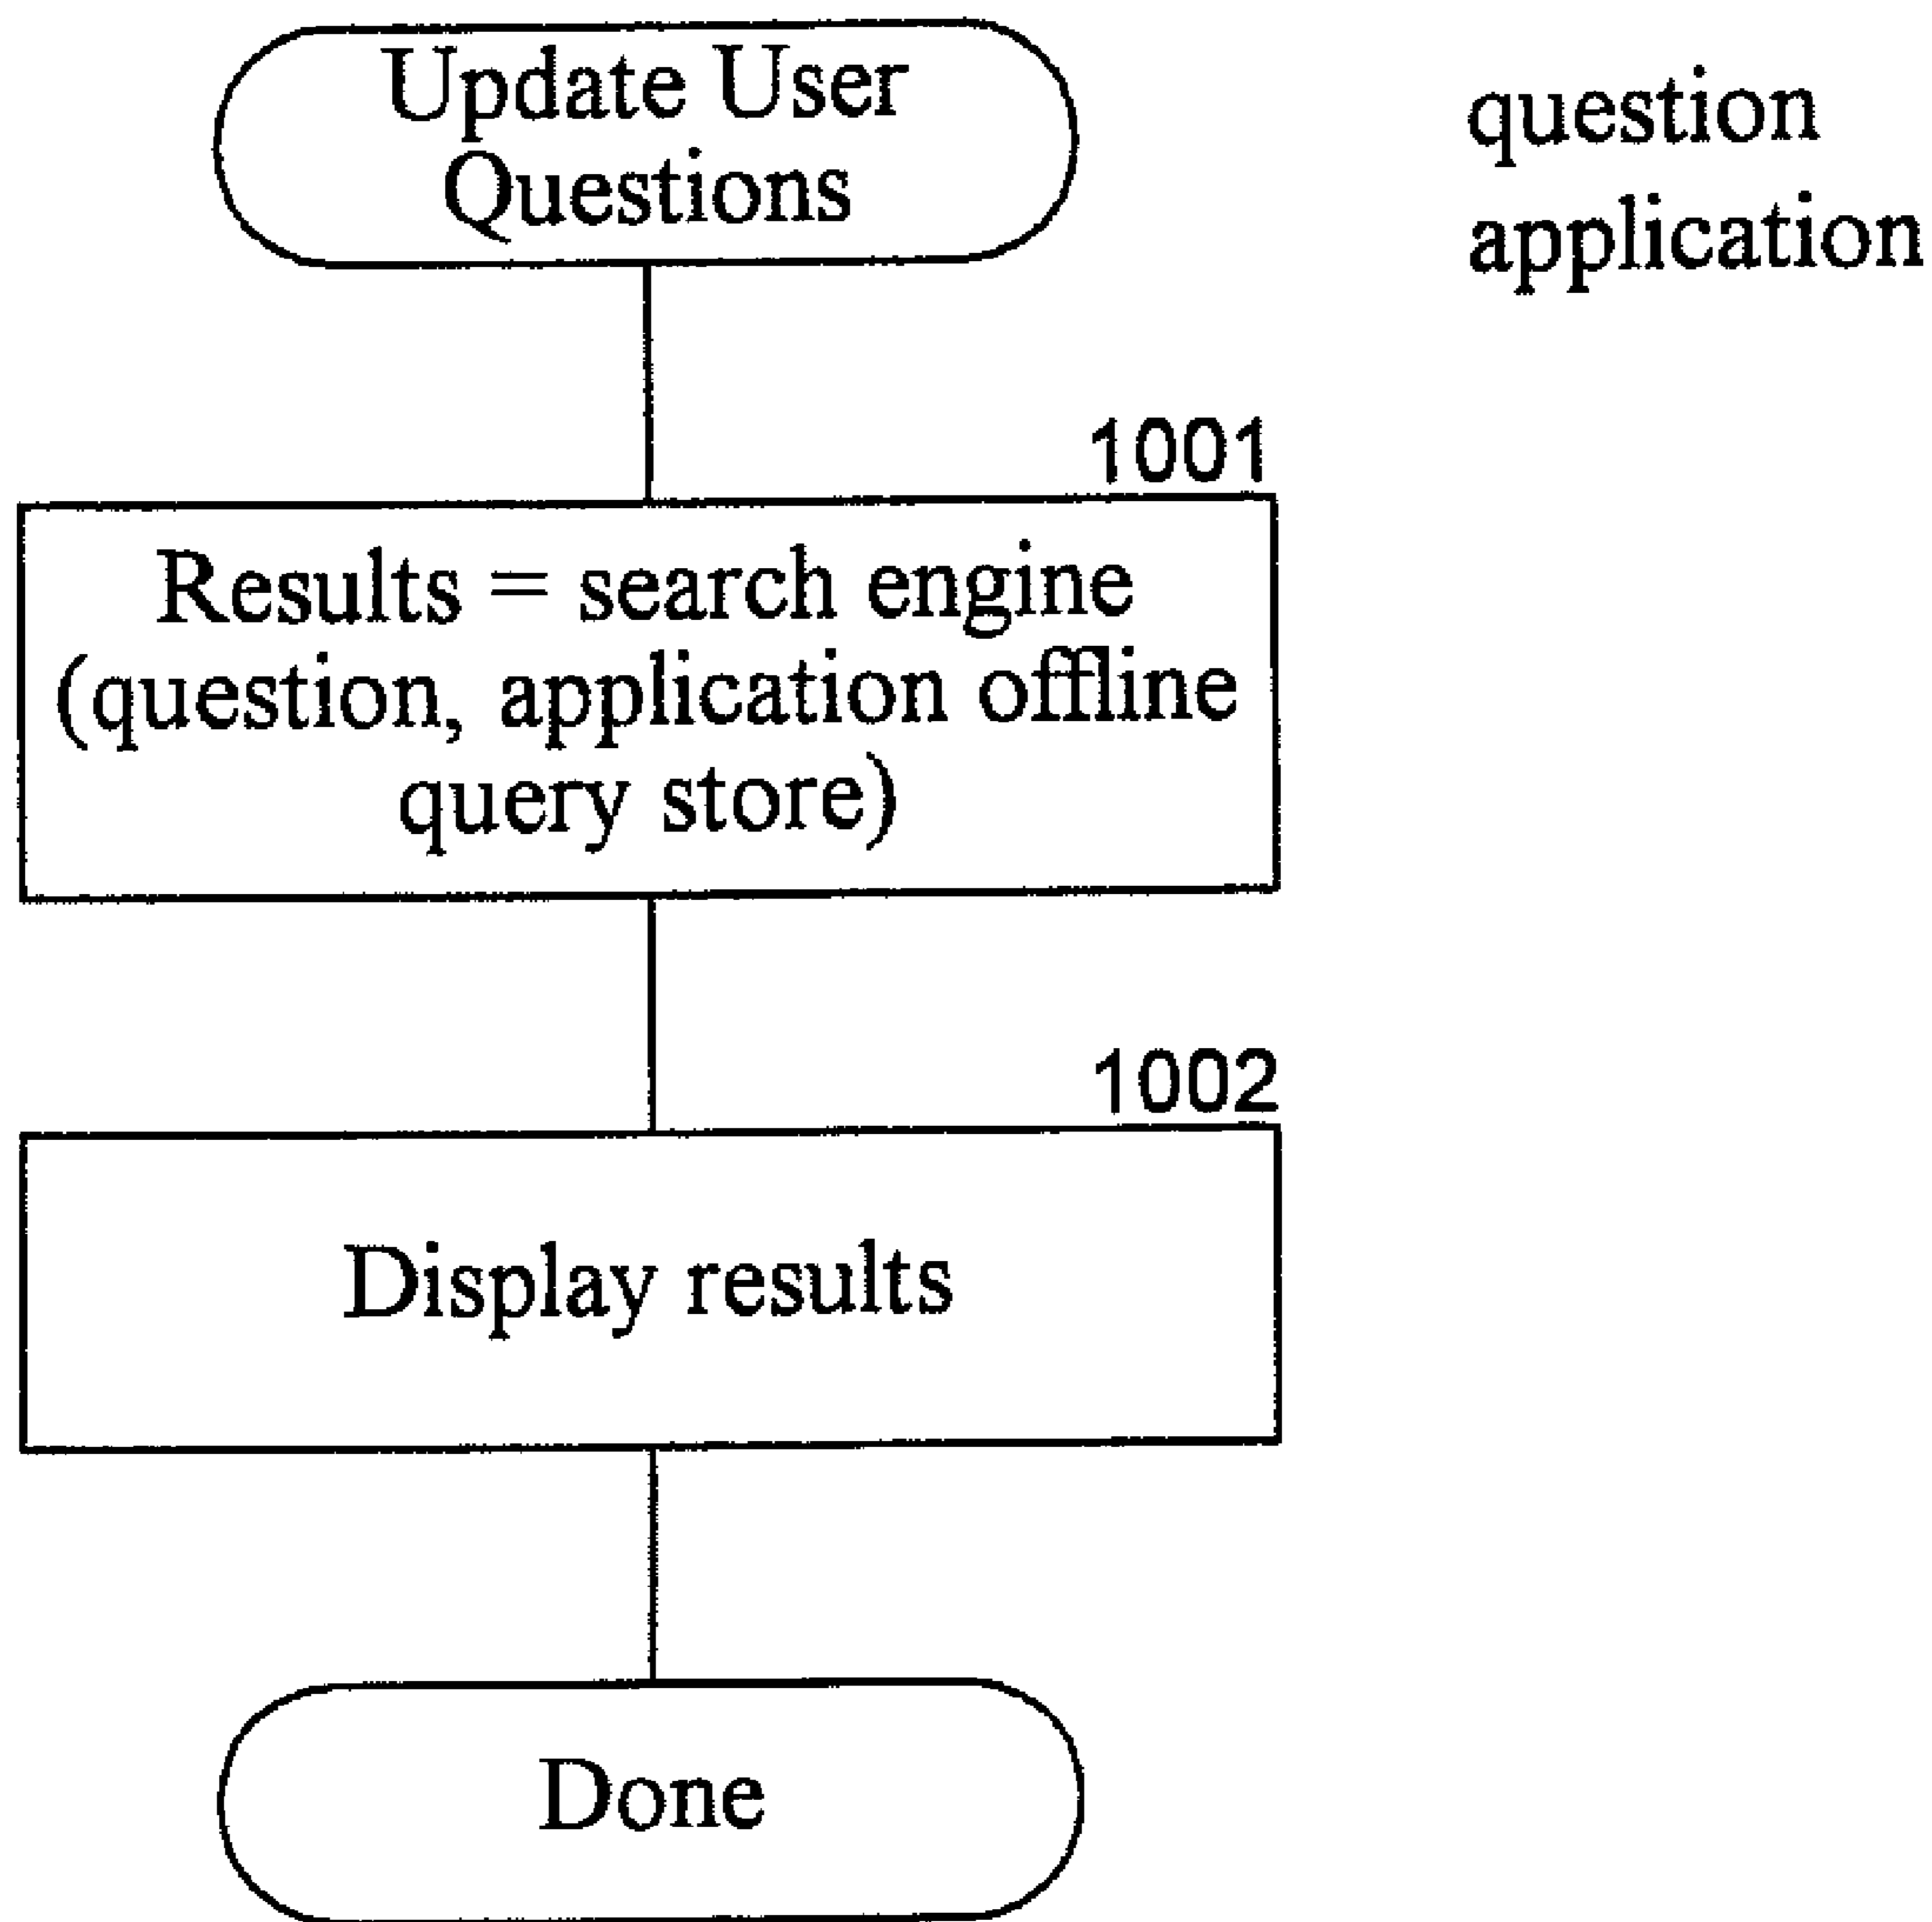 Update User
Questions
question
application
1001
Results = search engine
(question, application offline
query store)
1002
Display results
Done